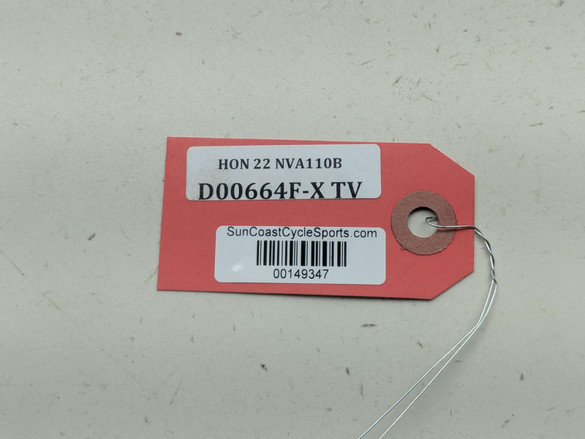 HON 22 NVA110B
D00664F-X TV
SunCoastCycleSports.com
00149347